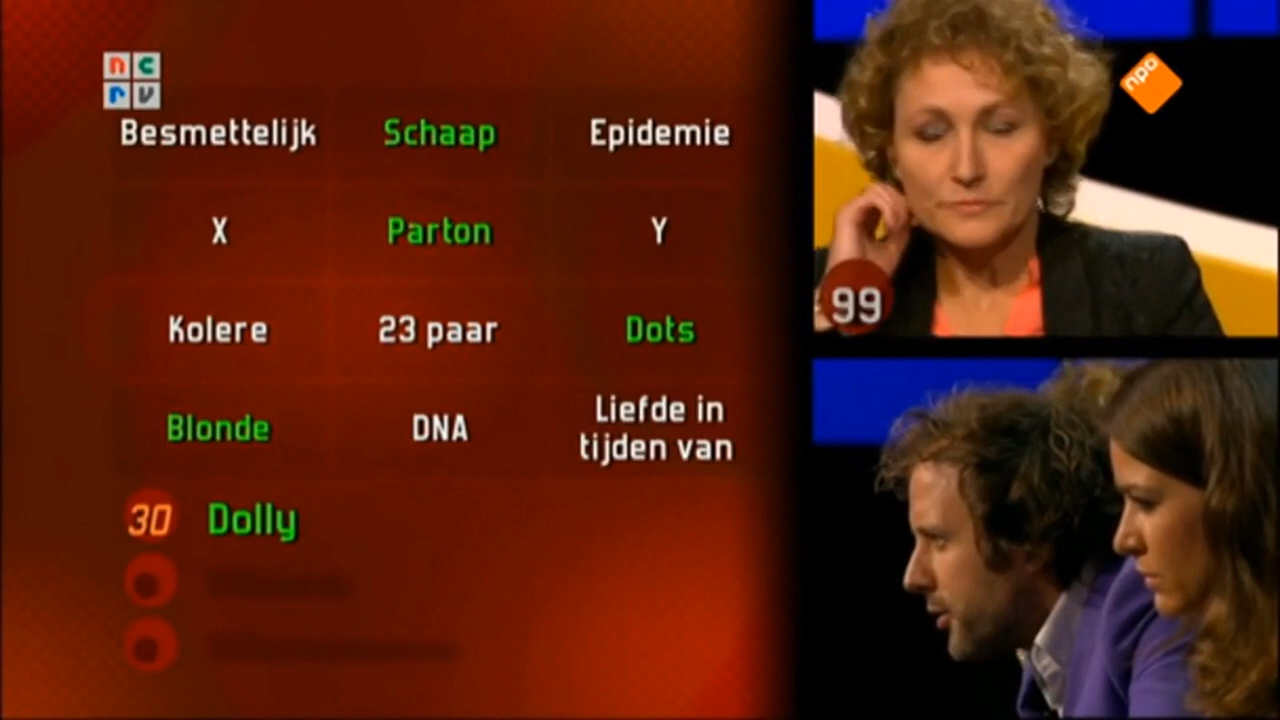 ncrv
npo
Besmettelijk Schaap Epidemie
X Parton Y
Kolere 23 paar Dots
Blonde DNA Liefde in
tijden van
30 Dolly
99